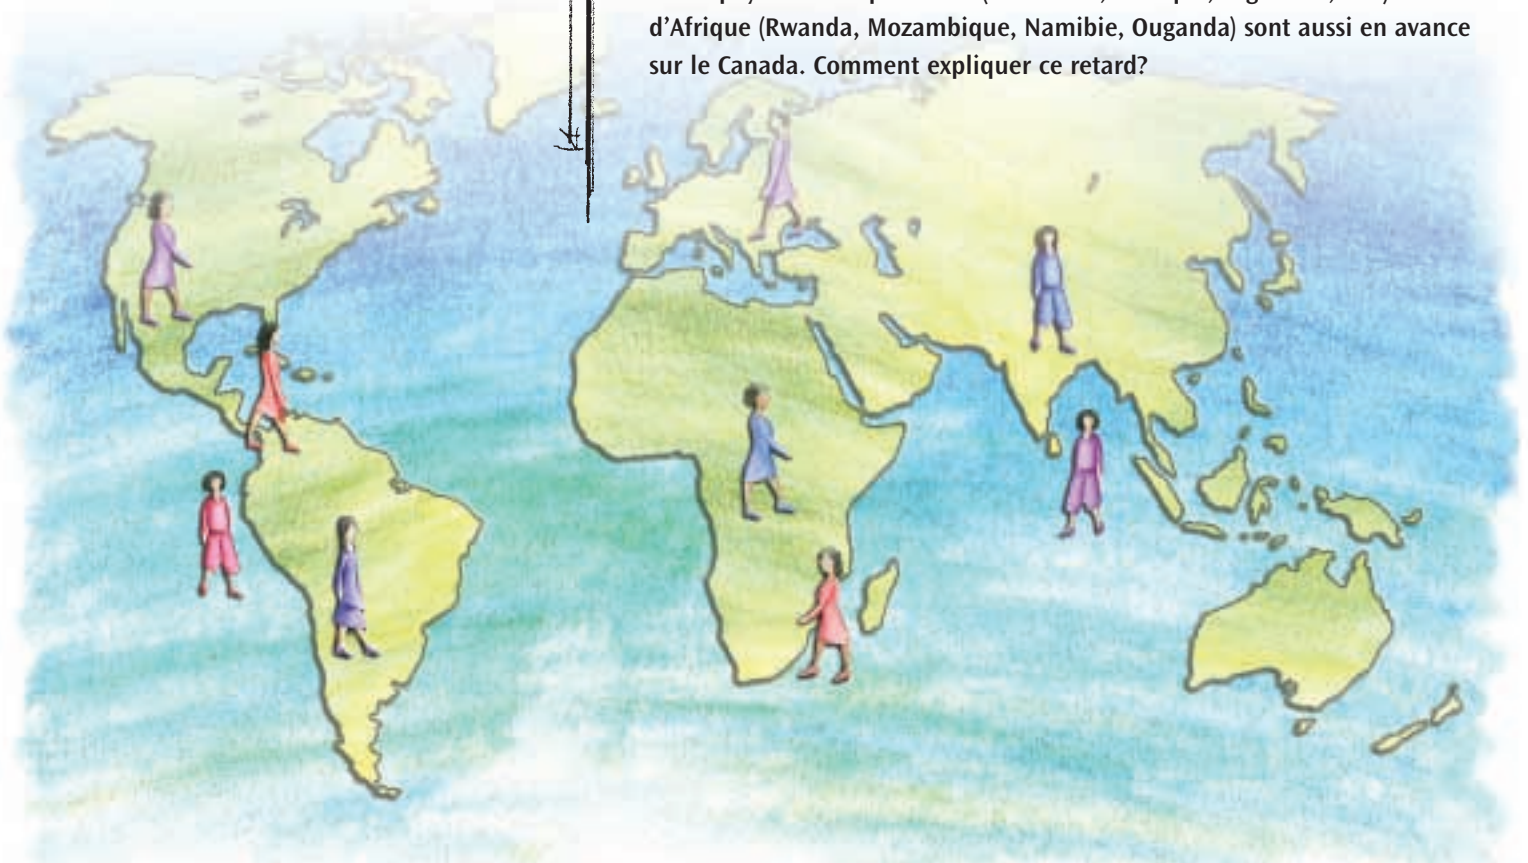 d'Afrique (Rwanda, Mozambique, Namibie, Ouganda) sont aussi en avance
sur le Canada. Comment expliquer ce retard?